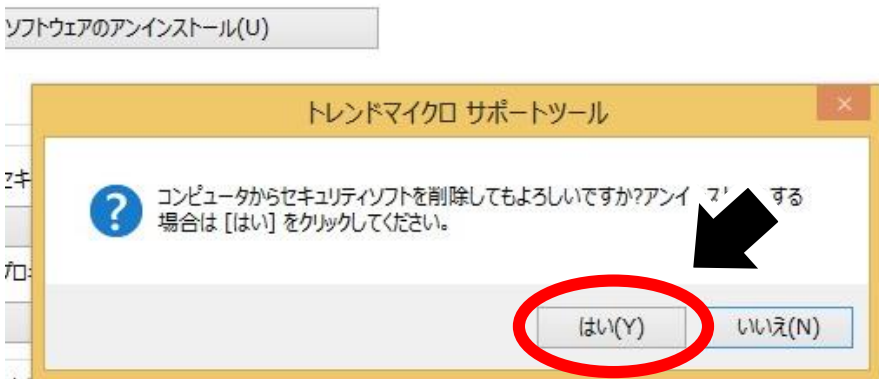 ソフトウェアのアンインストール(U)
トレンドマイクロ サポートツール
コンピュータからセキュリティソフトを削除してもよろしいですか?アンイ する
場合は [はい] をクリックしてください。
はい(Y)
いいえ(N)